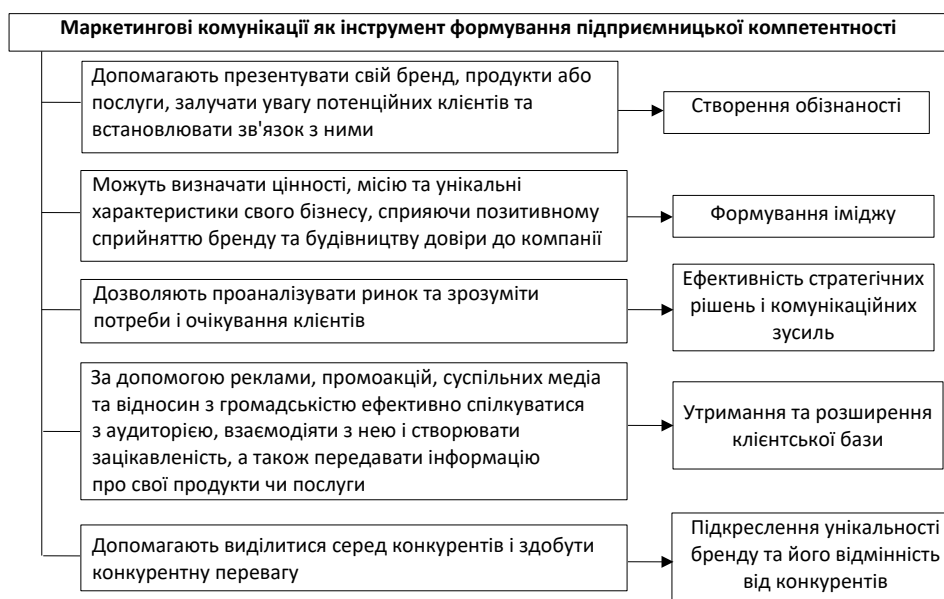 Маркетингові комунікації як інструмент формування підприємницької компетентності
Допомагають презентувати свій бренд, продукти або
послуги, залучати увагу потенційних клієнтів та
встановлювати зв'язок з ними
Створення обізнаності
Можуть визначати цінності, місію та унікальні
характеристики свого бізнесу, сприяючи позитивному
сприйняттю бренду та будівництву довіри до компанії
Формування іміджу
Дозволяють проаналізувати ринок та зрозуміти
потреби і очікування клієнтів
Ефективність стратегічних
рішень і комунікаційних
зусиль
За допомогою реклами, промоакцій, суспільних медіа
та відносин з громадськістю ефективно спілкуватися
з аудиторією, взаємодіяти з нею і створювати
зацікавленість, а також передавати інформацію
про свої продукти чи послуги
Утримання та розширення
клієнтської бази
Допомагають виділитися серед конкурентів і здобути
конкурентну перевагу
Підкреслення унікальності
бренду та його відмінність
від конкурентів